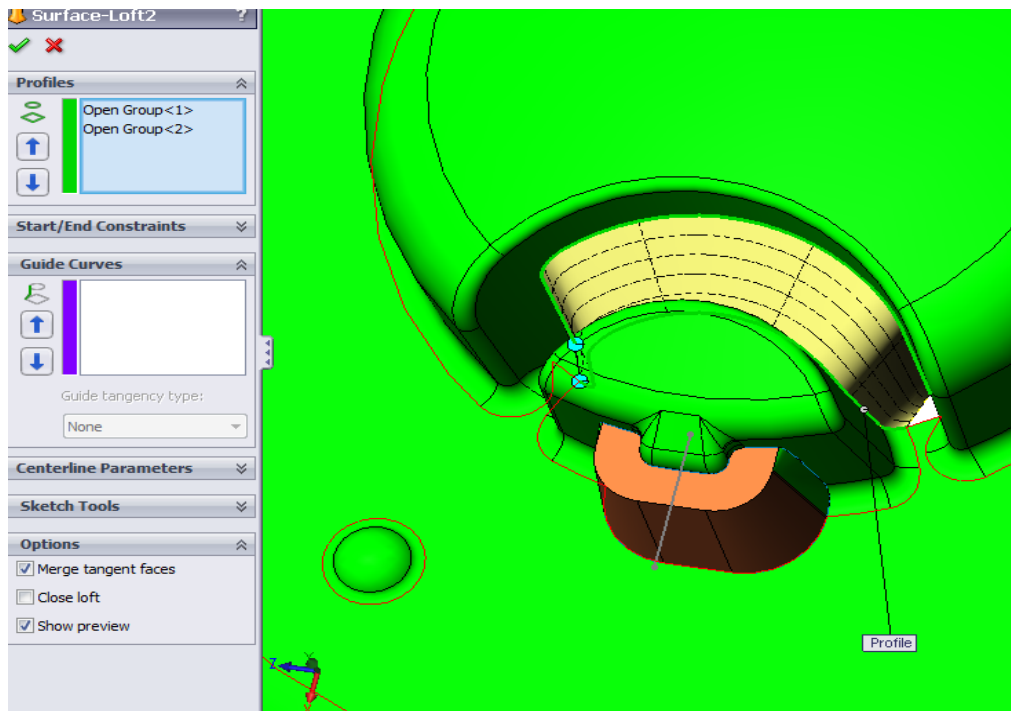 Surface-Loft2 ?
Profiles
Open Group<1>
Open Group<2>
Start/End Constraints
Guide Curves
Guide tangency type:
None
Centerline Parameters
Sketch Tools
Options
Merge tangent faces
Close loft
Show preview
Profile
Z